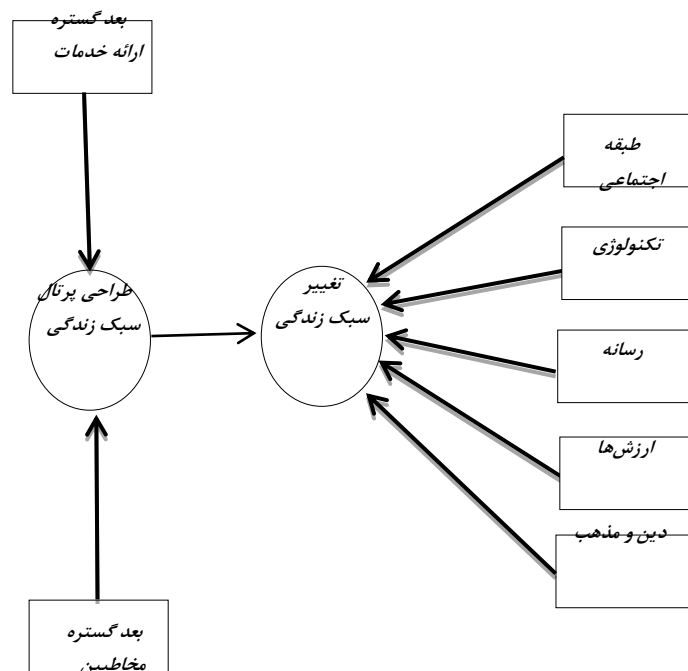 بعد گستره
ارائه خدمات
طبقه
اجتماعی
تکنولوژی
طراحی پرتال
سبک زندگی
تغییر
سبک زندگی
رسانه
ارزش‌ها
دین و مذهب
بعد گستره
مخاطبین